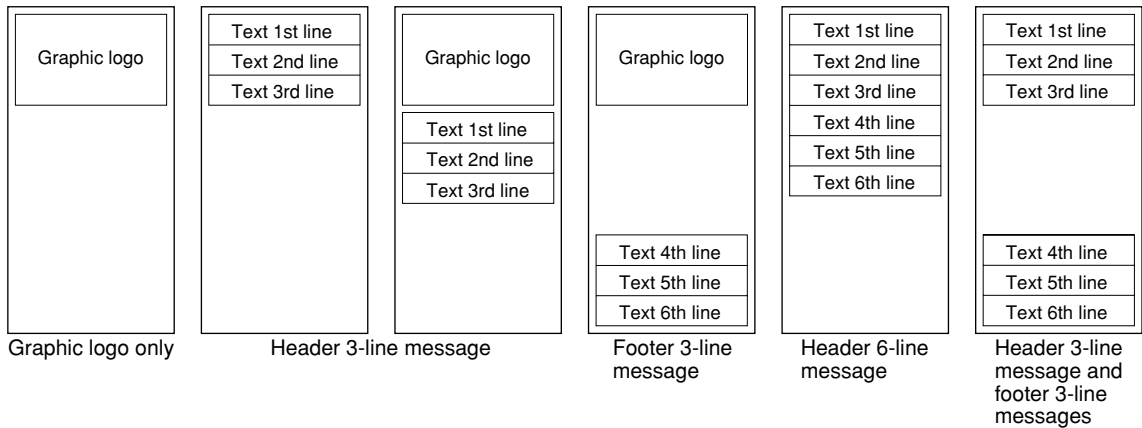 Graphic logo
Graphic logo only
Text 1st line
Text 2nd line
Text 3rd line
Graphic logo
Text 1st line
Text 2nd line
Text 3rd line
Header 3-line message
Graphic logo
Text 4th line
Text 5th line
Text 6th line
Footer 3-line
message
Text 1st line
Text 2nd line
Text 3rd line
Text 4th line
Text 5th line
Text 6th line
Header 6-line
message
Text 1st line
Text 2nd line
Text 3rd line
Text 4th line
Text 5th line
Text 6th line
Header 3-line
message and
footer 3-line
messages